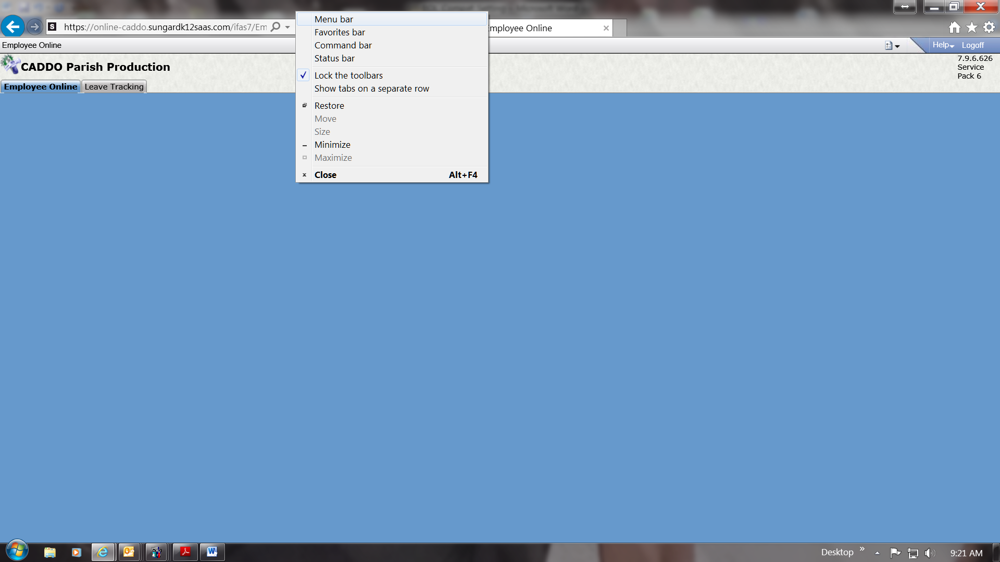 https://online-caddo.sungardk12saas.com/ifas7/Em
mployee Online
Employee Online
Help
Logoff
CADDO Parish Production
7.9.6.626
Service
Pack 6
Employee Online
Leave Tracking
Menu bar
Favorites bar
Command bar
Status bar
Lock the toolbars
Show tabs on a separate row
Restore
Move
Size
Minimize
Maximize
Close Alt+F4
Desktop
9:21 AM